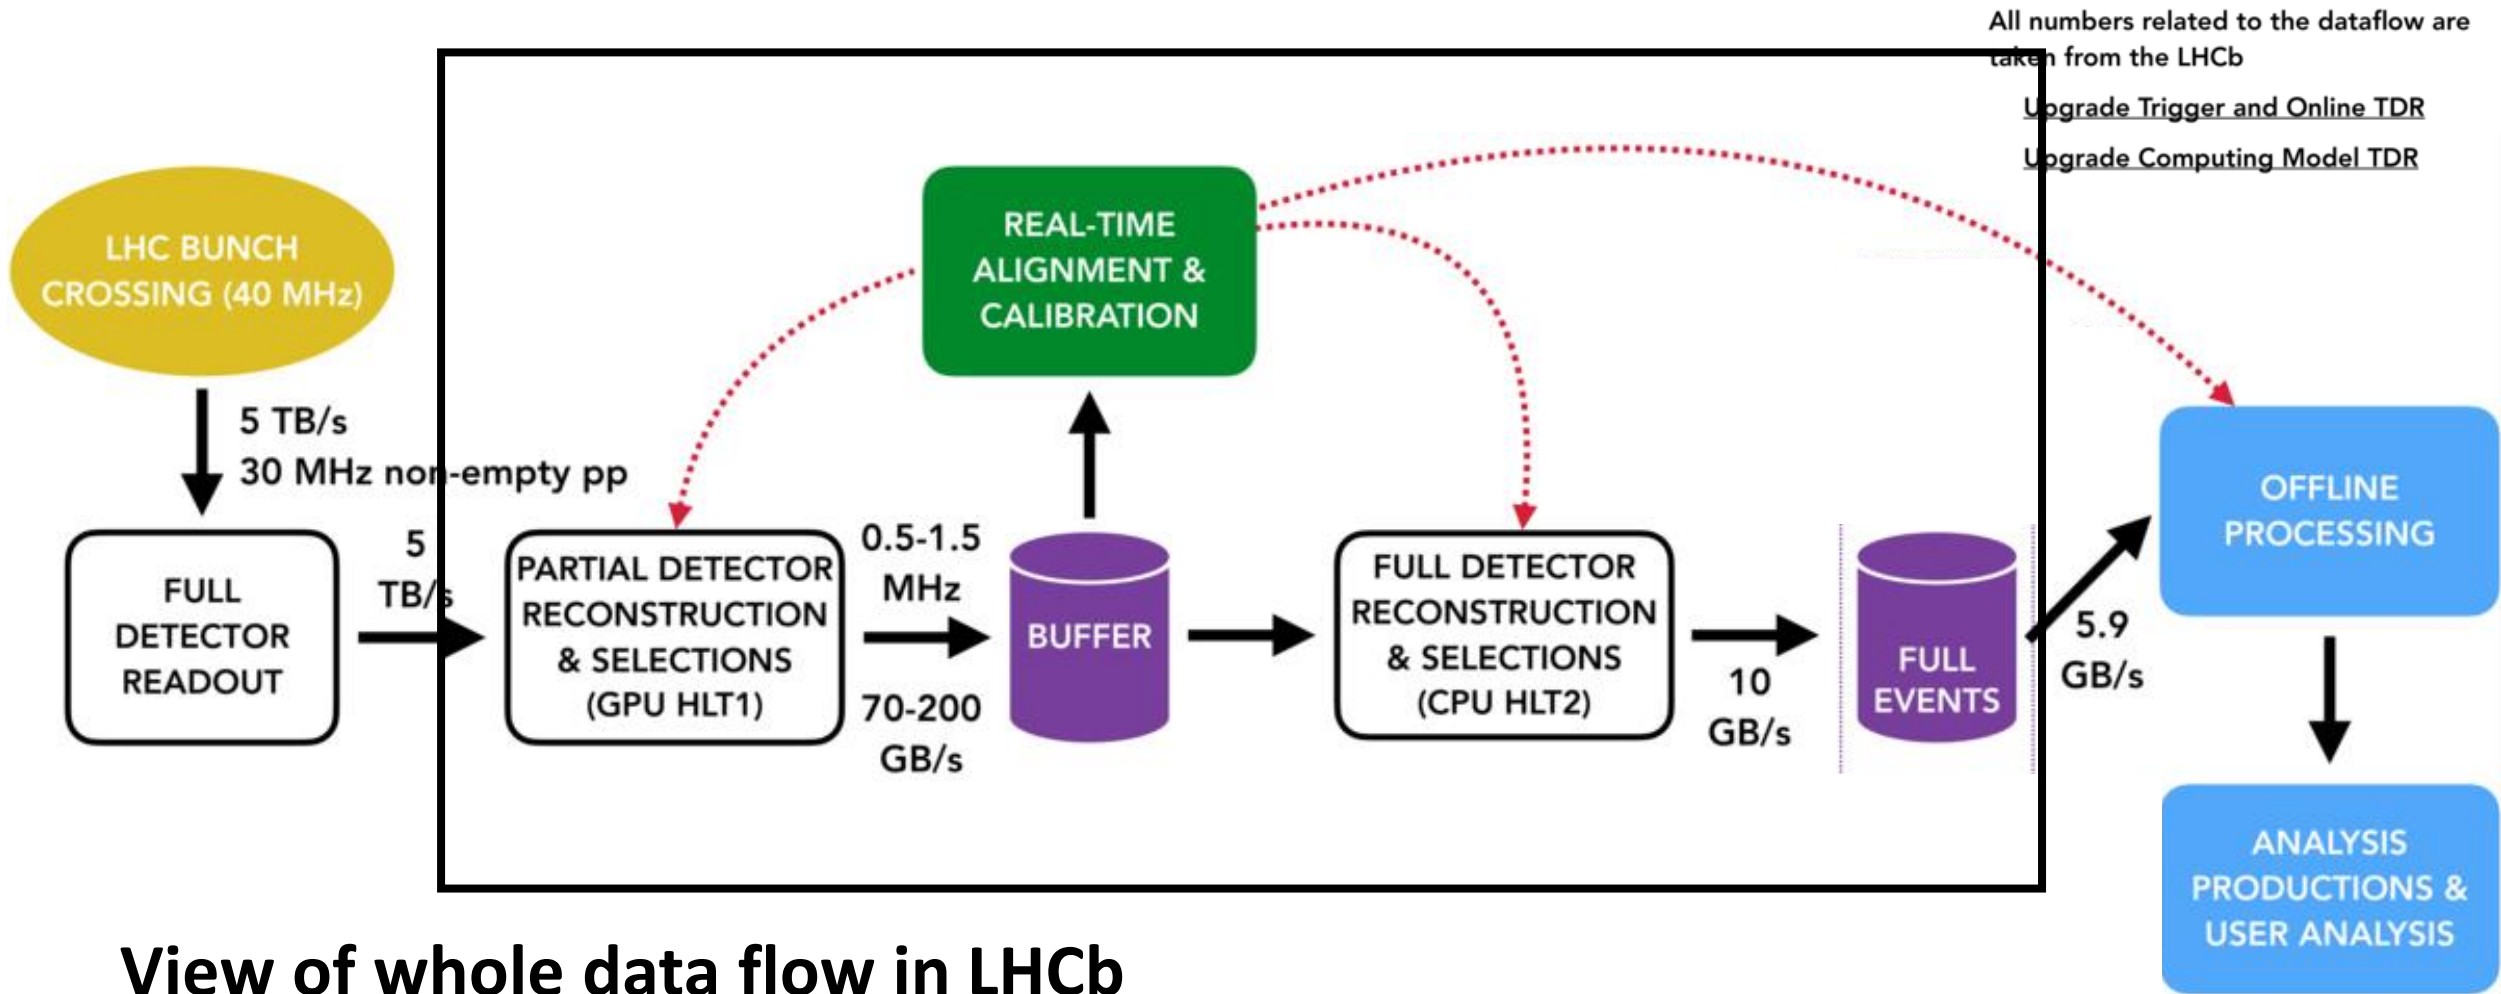 All numbers related to the dataflow are
taken from the LHCb
Upgrade Trigger and Online TDR
Upgrade Computing Model TDR
LHC BUNCH
CROSSING (40 MHz)
REAL-TIME
ALIGNMENT &
CALIBRATION
5 TB/s
30 MHz non-empty pp
FULL
DETECTOR
READOUT
5
TB/s
PARTIAL DETECTOR
RECONSTRUCTION
& SELECTIONS
(GPU HLT1)
0.5-1.5
MHz
70-200
GB/s
BUFFER
FULL DETECTOR
RECONSTRUCTION
& SELECTIONS
(CPU HLT2)
10
GB/s
FULL
EVENTS
5.9
GB/s
OFFLINE
PROCESSING
ANALYSIS
PRODUCTIONS &
USER ANALYSIS
View of whole data flow in LHCb